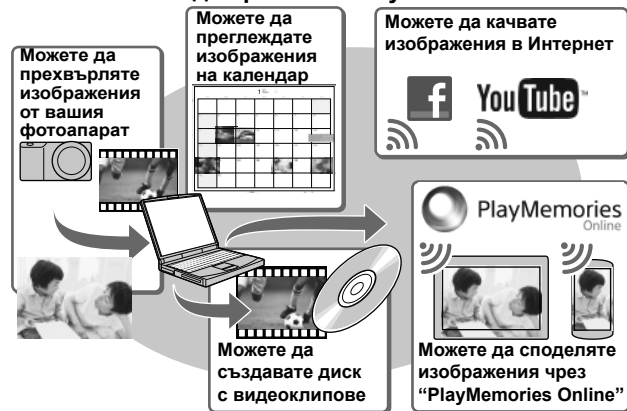 Можете да
прехвърляте
изображения
от вашия
фотоапарат
Можете да
преглеждате
изображения
на календар
1
Можете да качвате
изображения в Интернет
f
You Tube
PlayMemories
Online
Можете да споделяте
изображения чрез
“PlayMemories Online”
Можете да
създавате диск
с видеоклипове